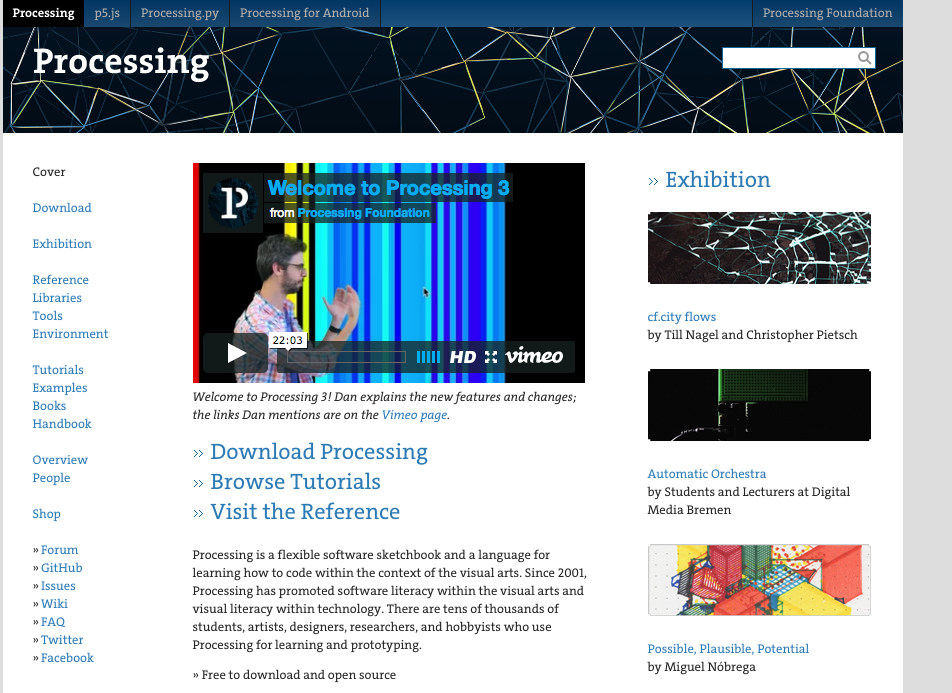 Processing p5.js Processing.py Processing for Android Processing Foundation
Processing
Cover
Download
Exhibition
Reference
Libraries
Tools
Environment
Tutorials
Examples
Books
Handbook
Overview
People
Shop
» Forum
» GitHub
» Issues
» Wiki
» FAQ
» Twitter
» Facebook
P
Welcome to Processing 3
from Processing Foundation
22:03
HD vimeo
Welcome to Processing 3! Dan explains the new features and changes;
the links Dan mentions are on the Vimeo page.
» Download Processing
» Browse Tutorials
» Visit the Reference
Processing is a flexible software sketchbook and a language for
learning how to code within the context of the visual arts. Since 2001,
Processing has promoted software literacy within the visual arts and
visual literacy within technology. There are tens of thousands of
students, artists, designers, researchers, and hobbyists who use
Processing for learning and prototyping.
» Free to download and open source
» Exhibition
cf.city flows
by Till Nagel and Christopher Pietsch
Automatic Orchestra
by Students and Lecturers at Digital
Media Bremen
Possible, Plausible, Potential
by Miguel Nóbrega